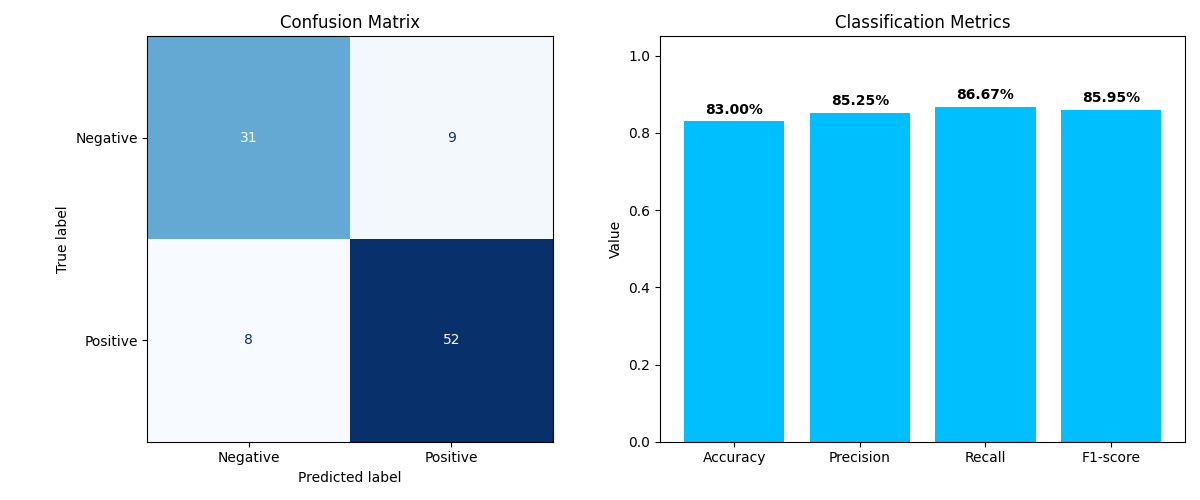 Confusion Matrix
Negative
31
9
Positive
8
52
True label
Negative
Positive
Predicted label
Classification Metrics
1.0
0.8
0.6
0.4
0.2
0.0
Value
83.00%
85.25%
86.67%
85.95%
Accuracy
Precision
Recall
F1-score